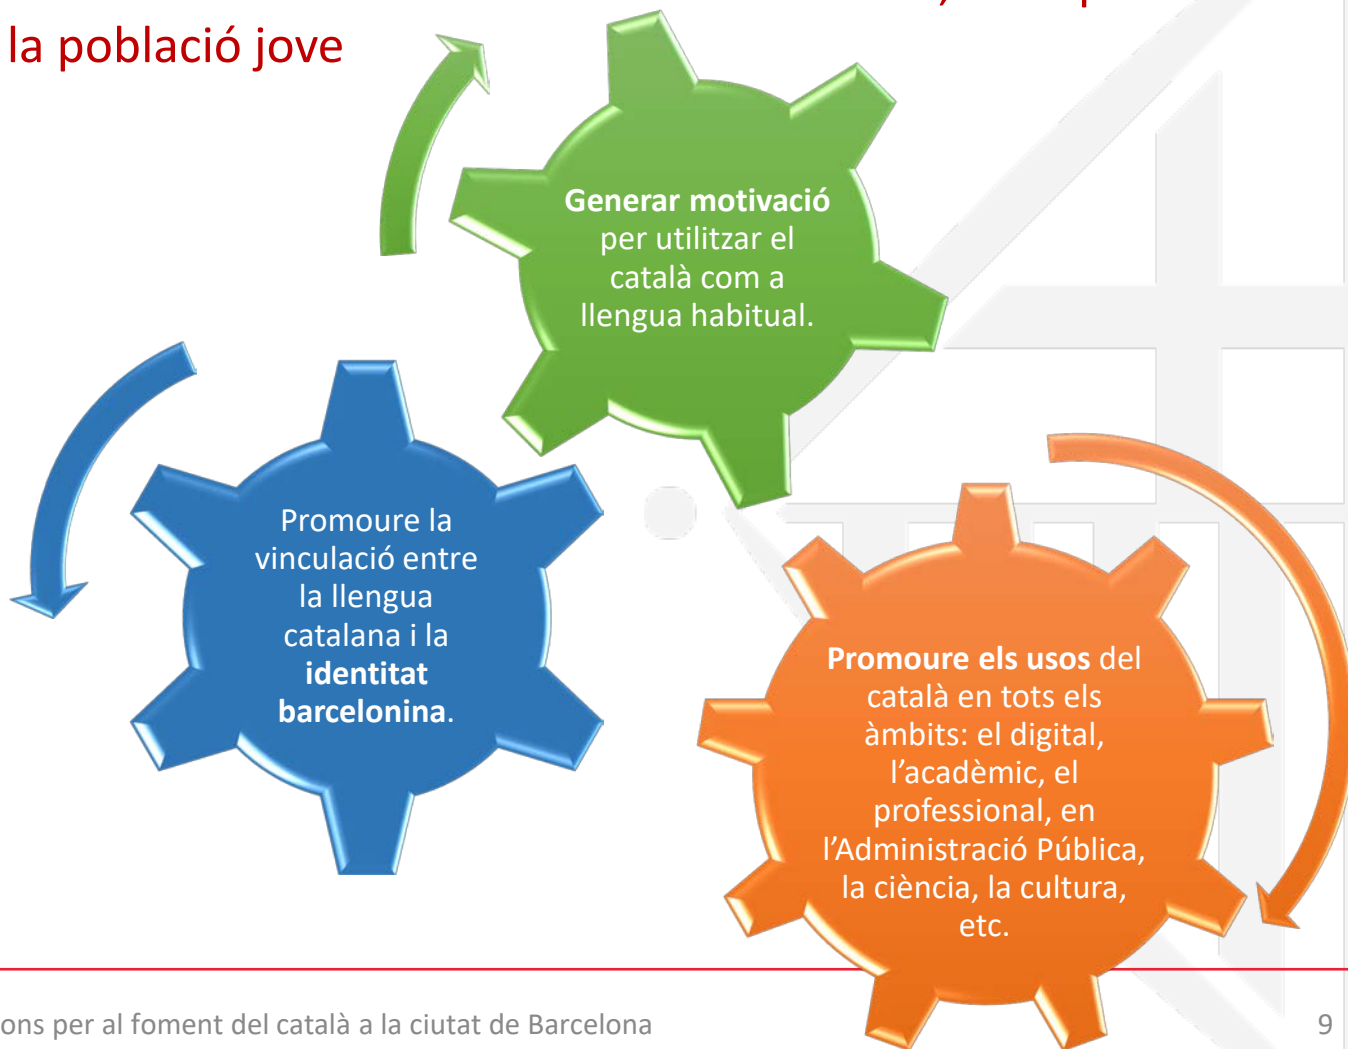 la població jove
Generar motivació
per utilitzar el
català com a
llengua habitual.
Promoure la
vinculació entre
la llengua
catalana i la
identitat
barcelonina.
Promoure els usos del
català en tots els
àmbits: el digital,
l’acadèmic, el
professional, en
l’Administració Pública,
la ciència, la cultura,
etc.
ons per al foment del català a la ciutat de Barcelona
9